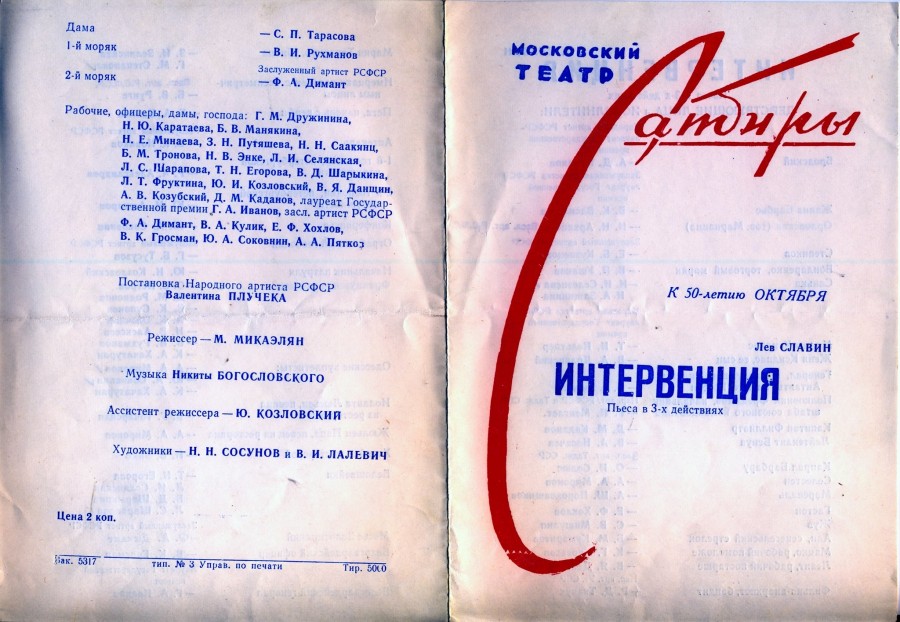 Дама — С. П. Тарасова
1-й моряк — В. И. Рухманов
Заслуженный артист РСФСР
2-й моряк — Ф. А. Димант
Рабочие, офицеры, дамы, господа: Г. М. Дружинина,
Н. Ю. Каратаева, Б. В. Манякина,
Н. Е. Минаева, З. Н. Путяшева, Н. Н. Саакянц,
Б. М. Тронова, Н. В. Энке, Л. И. Селянская,
Л. С. Шарапова, Т. Н. Егорова, В. Д. Шарыкина,
Л. Т. Фруктина, Ю. И. Козловский, В. Я. Данщин,
А. В. Козубский, Д. М. Каданов, лауреат Государ-
ственной премии Г. А. Иванов, засл. артист РСФСР
Ф. А. Димант, В. А. Кулик, Е. Ф. Хохлов,
В. К. Гросман, Ю. А. Соковнин, А. А. Пятков
Постановка Народного артиста РСФСР
Валентина ПЛУЧЕКА
Режиссер — М. МИКАЭЛЯН
Музыка Никиты БОГОСЛОВСКОГО
Ассистент режиссера — Ю. КОЗЛОВСКИЙ
Художники — Н. Н. СОСУНОВ и В. И. ЛАЛЕВИЧ
Цена 2 коп.
Зак. 5317 тип. № 3 Управ. по печати Тир. 5000
МОСКОВСКИЙ
ТЕАТР
Сатиры
К 50-летию ОКТЯБРЯ
Лев СЛАВИН
ИНТЕРВЕНЦИЯ
Пьеса в 3-х действиях